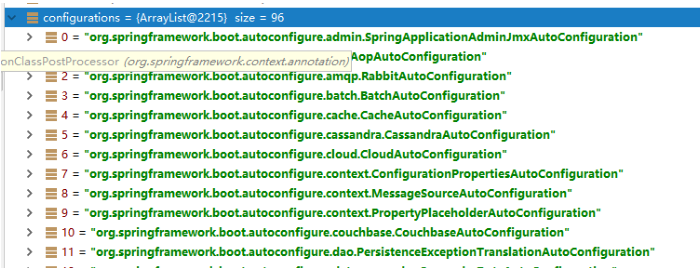 configurations = {ArrayList@2215} size = 96
0 = "org.springframework.boot.autoconfigure.admin.SpringApplicationAdminJmxAutoConfiguration"
onClassPostProcessor (org.springframework.context.annotation) AopAutoConfiguration"
2 = "org.springframework.boot.autoconfigure.amqp.RabbitAutoConfiguration"
3 = "org.springframework.boot.autoconfigure.batch.BatchAutoConfiguration"
4 = "org.springframework.boot.autoconfigure.cache.CacheAutoConfiguration"
5 = "org.springframework.boot.autoconfigure.cassandra.CassandraAutoConfiguration"
6 = "org.springframework.boot.autoconfigure.cloud.CloudAutoConfiguration"
7 = "org.springframework.boot.autoconfigure.context.ConfigurationPropertiesAutoConfiguration"
8 = "org.springframework.boot.autoconfigure.context.MessageSourceAutoConfiguration"
9 = "org.springframework.boot.autoconfigure.context.PropertyPlaceholderAutoConfiguration"
10 = "org.springframework.boot.autoconfigure.couchbase.CouchbaseAutoConfiguration"
11 = "org.springframework.boot.autoconfigure.dao.PersistenceExceptionTranslationAutoConfiguration"